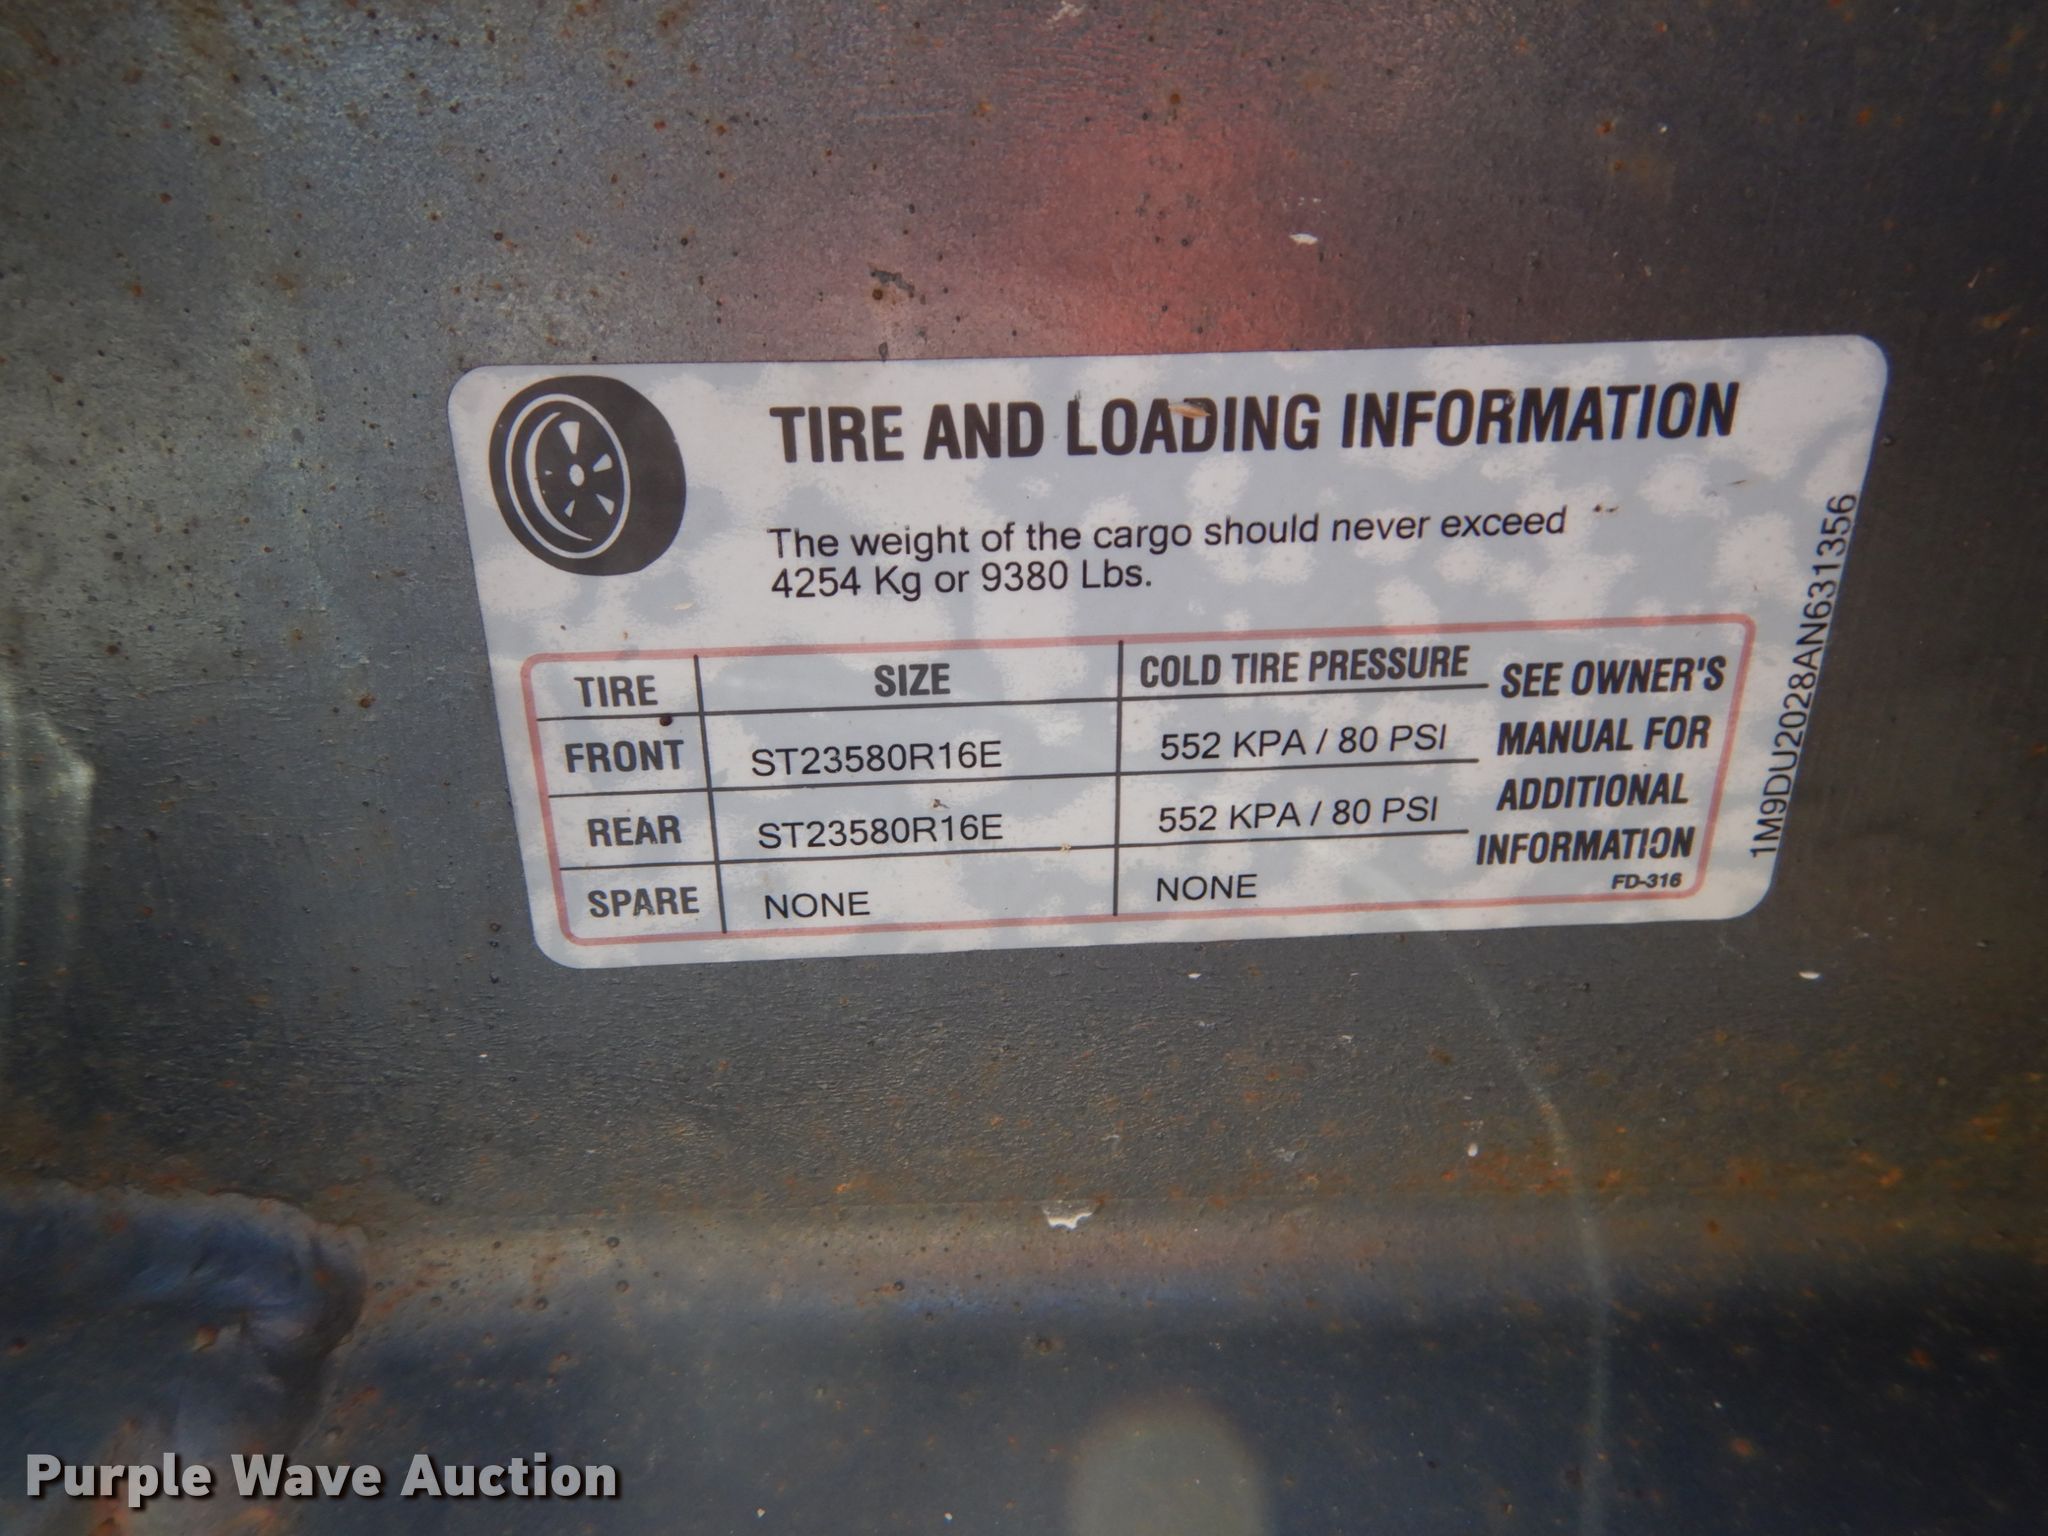 TIRE AND LOADING INFORMATION
The weight of the cargo should never exceed
4254 Kg or 9380 Lbs.
TIRE SIZE COLD TIRE PRESSURE
FRONT ST23580R16E 552 KPA / 80 PSI
REAR ST23580R16E 552 KPA / 80 PSI
SPARE NONE NONE
SEE OWNER'S
MANUAL FOR
ADDITIONAL
INFORMATION
FD-316
1M9DU2028AN631356
Purple Wave Auction